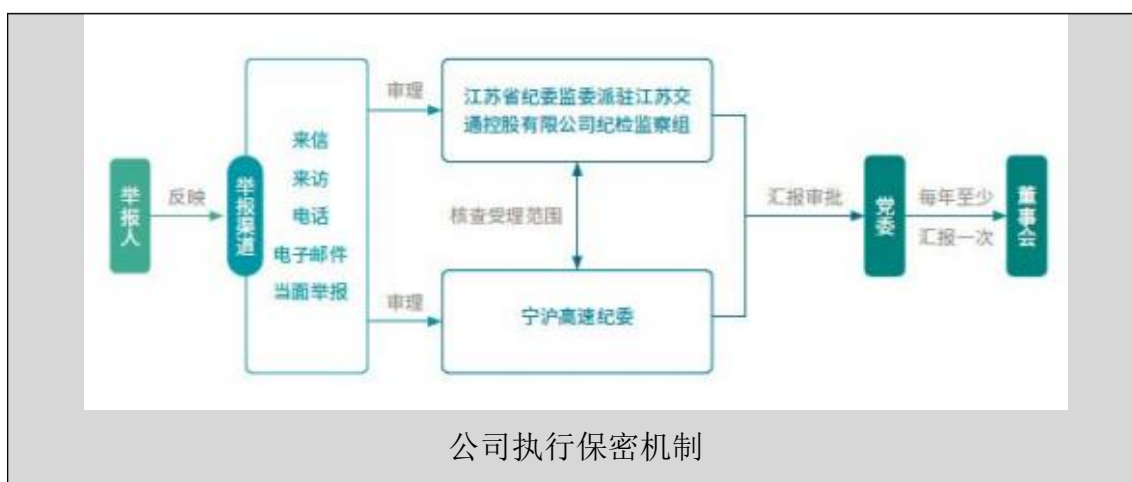 举报人
反映
举报渠道
来信
来访
电话
电子邮件
当面举报
审理
审理
江苏省纪委监委派驻江苏交
通控股有限公司纪检监察组
核查受理范围
宁沪高速纪委
汇报审批
党委
每年至少
汇报一次
董事会
公司执行保密机制